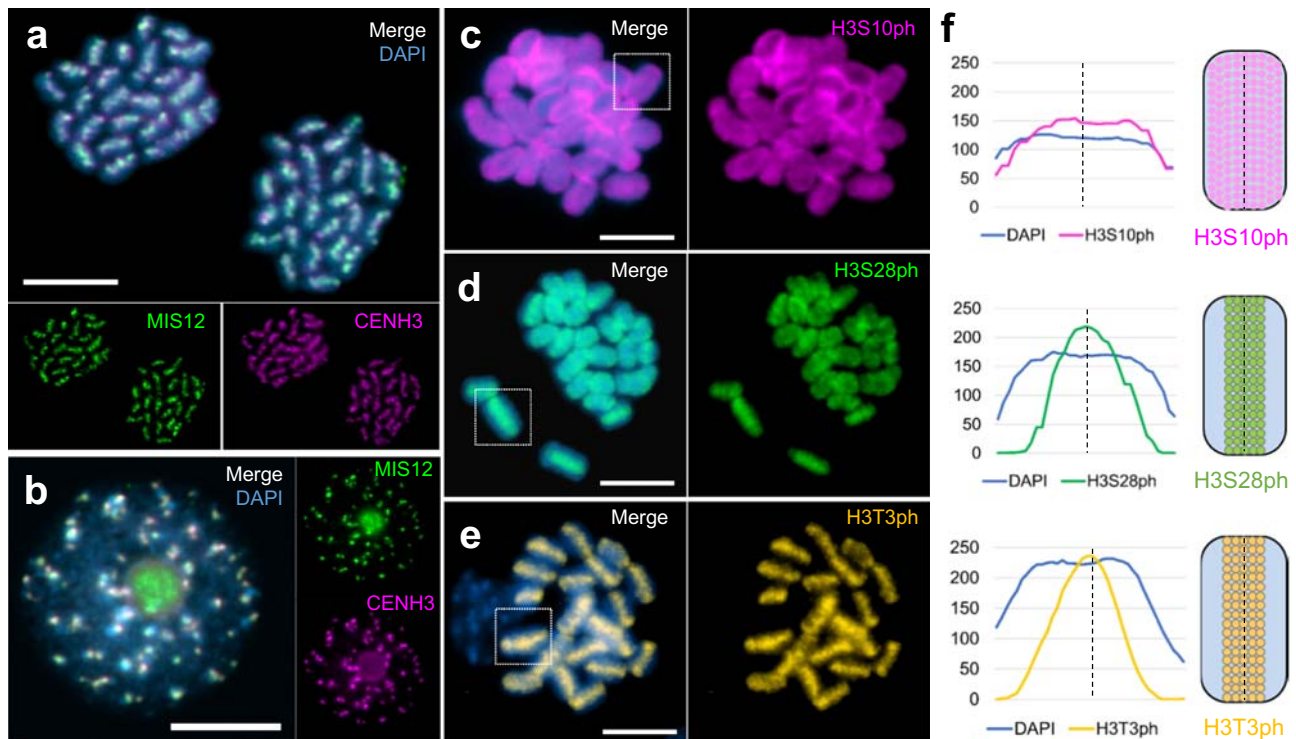 a
Merge
DAPI
MIS12
CENH3
b
Merge
DAPI
MIS12
CENH3
c
Merge
H3S10ph
d
Merge
H3S28ph
e
Merge
H3T3ph
f
250
200
150
100
50
0
DAPI H3S10ph
H3S10ph
250
200
150
100
50
0
DAPI H3S28ph
H3S28ph
250
200
150
100
50
0
DAPI H3T3ph
H3T3ph